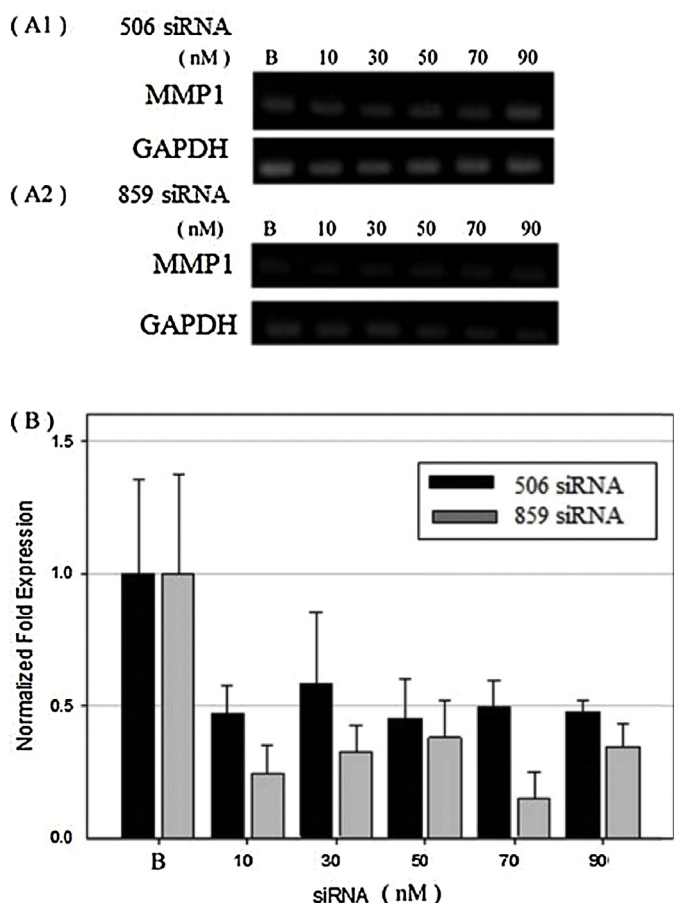 ( A1 ) 506 siRNA
( nM ) B 10 30 50 70 90
MMP1
GAPDH
( A2 ) 859 siRNA
( nM) B 10 30 50 70 90
MMP1
GAPDH
( B )
1.5
1.0
0.5
0.0
Normalized Fold Expression
506 siRNA
859 siRNA
B 10 30 50 70 90
siRNA ( nM )